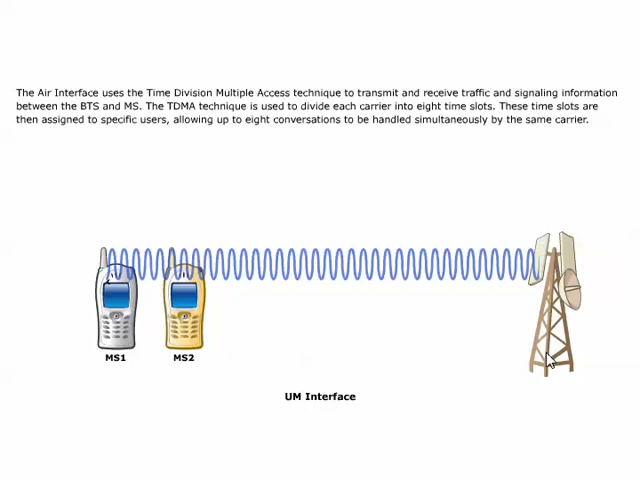 The Air Interface uses the Time Division Multiple Access technique to transmit and receive traffic and signaling information
between the BTS and MS. The TDMA technique is used to divide each carrier into eight time slots. These time slots are
then assigned to specific users, allowing up to eight conversations to be handled simultaneously by the same carrier.
MS1 MS2
UM Interface